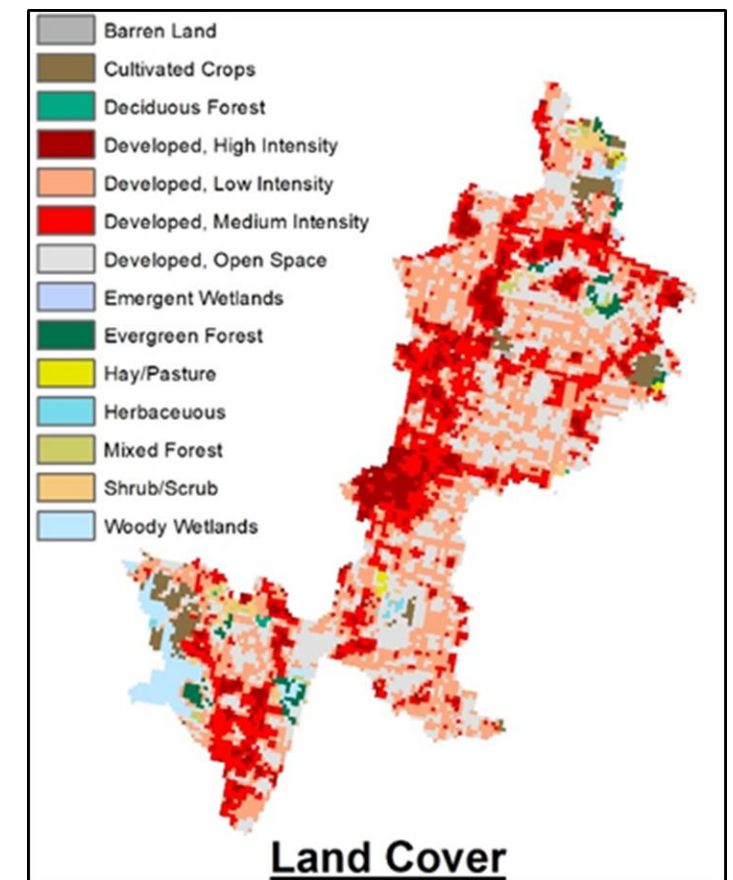 Barren Land
Cultivated Crops
Deciduous Forest
Developed, High Intensity
Developed, Low Intensity
Developed, Medium Intensity
Developed, Open Space
Emergent Wetlands
Evergreen Forest
Hay/Pasture
Herbaceuous
Mixed Forest
Shrub/Scrub
Woody Wetlands
Land Cover